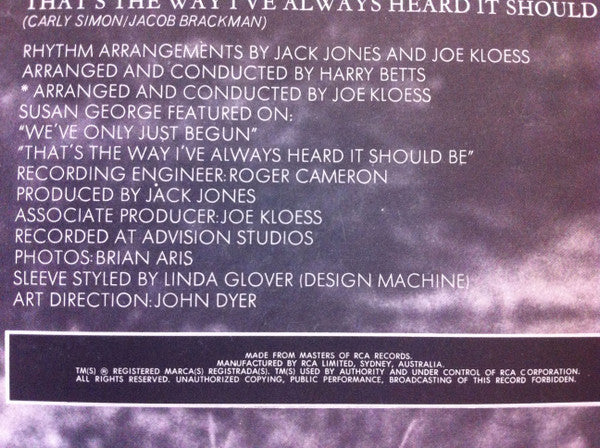 THAT'S THE WAY I'VE ALWAYS HEARD IT SHOULD
(CARLY SIMON/JACOB BRACKMAN)
RHYTHM ARRANGEMENTS BY JACK JONES AND JOE KLOESS
ARRANGED AND CONDUCTED BY HARRY BETTS
* ARRANGED AND CONDUCTED BY JOE KLOESS
SUSAN GEORGE FEATURED ON:
"WE'VE ONLY JUST BEGUN"
"THAT'S THE WAY I'VE ALWAYS HEARD IT SHOULD BE"
RECORDING ENGINEER: ROGER CAMERON
PRODUCED BY JACK JONES
ASSOCIATE PRODUCER: JOE KLOESS
RECORDED AT ADVISION STUDIOS
PHOTOS: BRIAN ARIS
SLEEVE STYLED BY LINDA GLOVER (DESIGN MACHINE)
ART DIRECTION: JOHN DYER
MADE FROM MASTERS OF RCA RECORDS.
MANUFACTURED BY RCA LIMITED, SYDNEY, AUSTRALIA.
TM(S) ® REGISTERED MARCA(S) REGISTRADA(S). TM(S) USED BY AUTHORITY AND UNDER CONTROL OF RCA CORPORATION.
ALL RIGHTS RESERVED. UNAUTHORIZED COPYING, PUBLIC PERFORMANCE, BROADCASTING OF THIS RECORD FORBIDDEN.